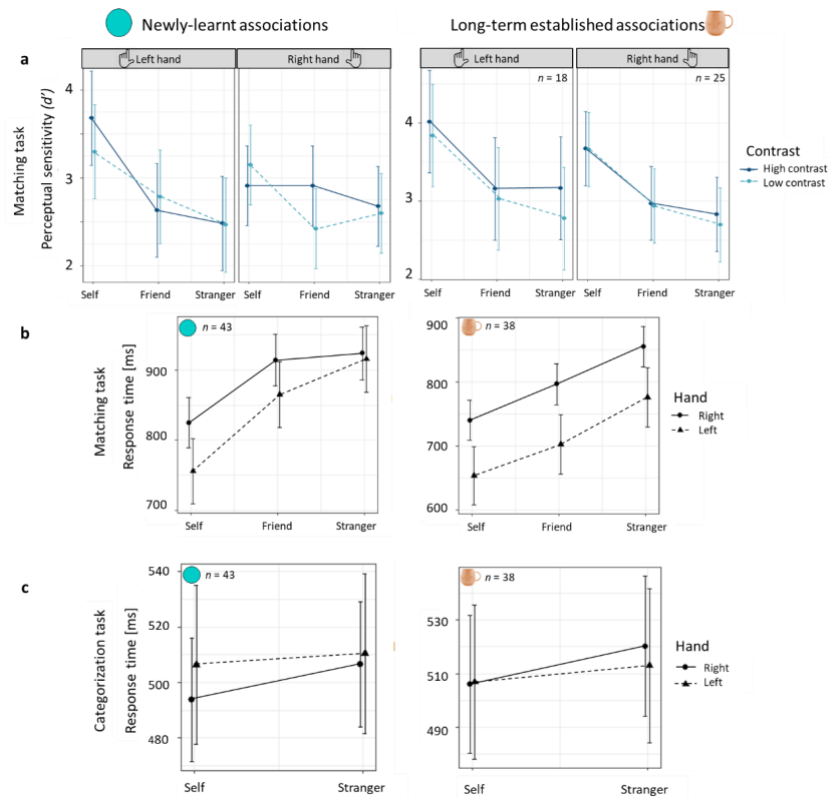 Newly-learnt associations
Long-term established associations
a
Left hand
Right hand
Left hand
n = 18
Right hand
n = 25
Matching task
Perceptual sensitivity (d')
4
3
2
Self
Friend
Stranger
Self
Friend
Stranger
4
3
2
Self
Friend
Stranger
Self
Friend
Stranger
Contrast
High contrast
Low contrast
b
Matching task
Response time [ms]
n = 43
900
800
700
Self
Friend
Stranger
n = 38
900
800
700
600
Self
Friend
Stranger
Hand
Right
Left
c
Categorization task
Response time [ms]
n = 43
540
520
500
480
Self
Stranger
n = 38
530
510
490
Self
Stranger
Hand
Right
Left